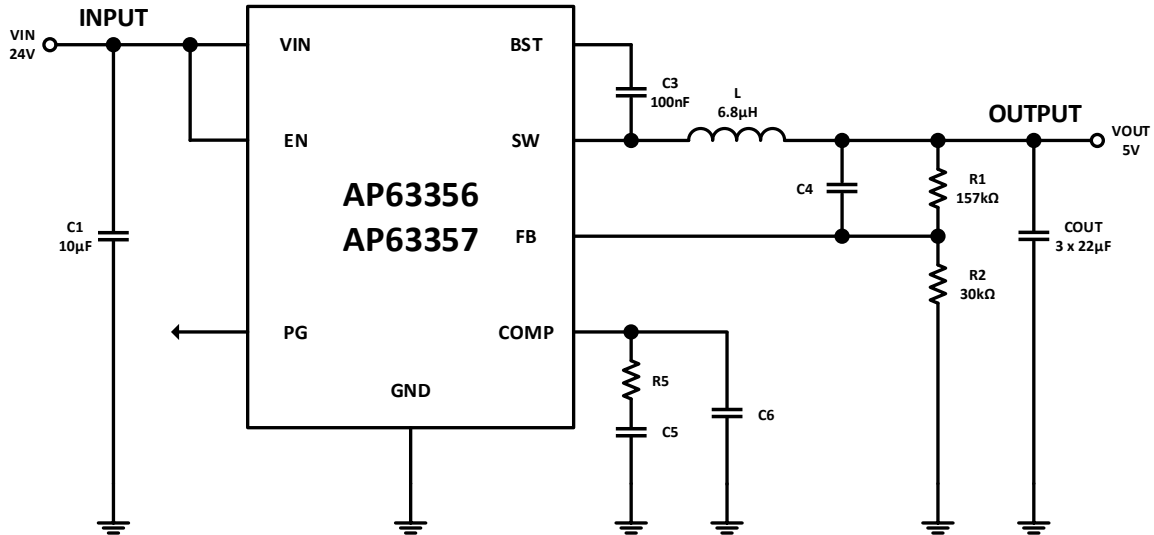 INPUT
VIN
24V
VIN
BST
C3
100nF
L
6.8µH
OUTPUT
VOUT
5V
EN
SW
AP63356
AP63357
C1
10µF
C4
R1
157kΩ
FB
COUT
3 x 22µF
R2
30kΩ
PG
COMP
GND
R5
C5
C6